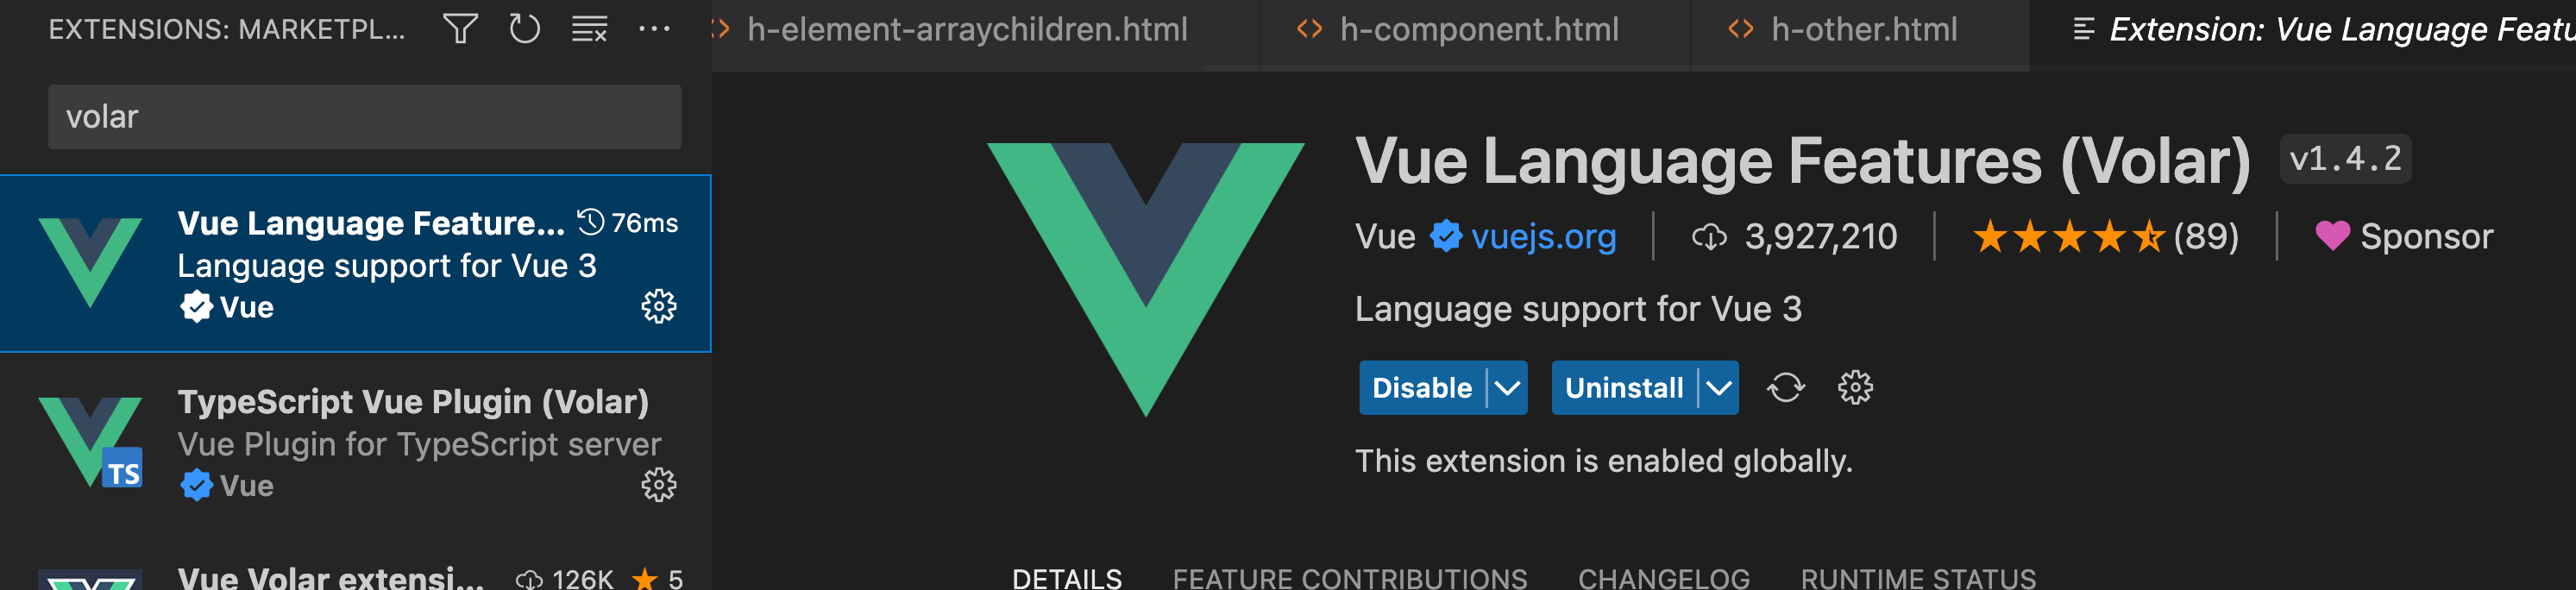 EXTENSIONS: MARKETPL...
volar
Vue Language Feature... 76ms
Language support for Vue 3
Vue
TypeScript Vue Plugin (Volar)
Vue Plugin for TypeScript server
TS
Vue
Vue Volar extensi... 126K 5
h-element-arraychildren.html
h-component.html
h-other.html
Extension: Vue Language Featu
Vue Language Features (Volar) v1.4.2
Vue vuejs.org 3,927,210 (89) Sponsor
Language support for Vue 3
Disable Uninstall
This extension is enabled globally.
DETAILS FEATURE CONTRIBUTIONS CHANGELOG RUNTIME STATUS